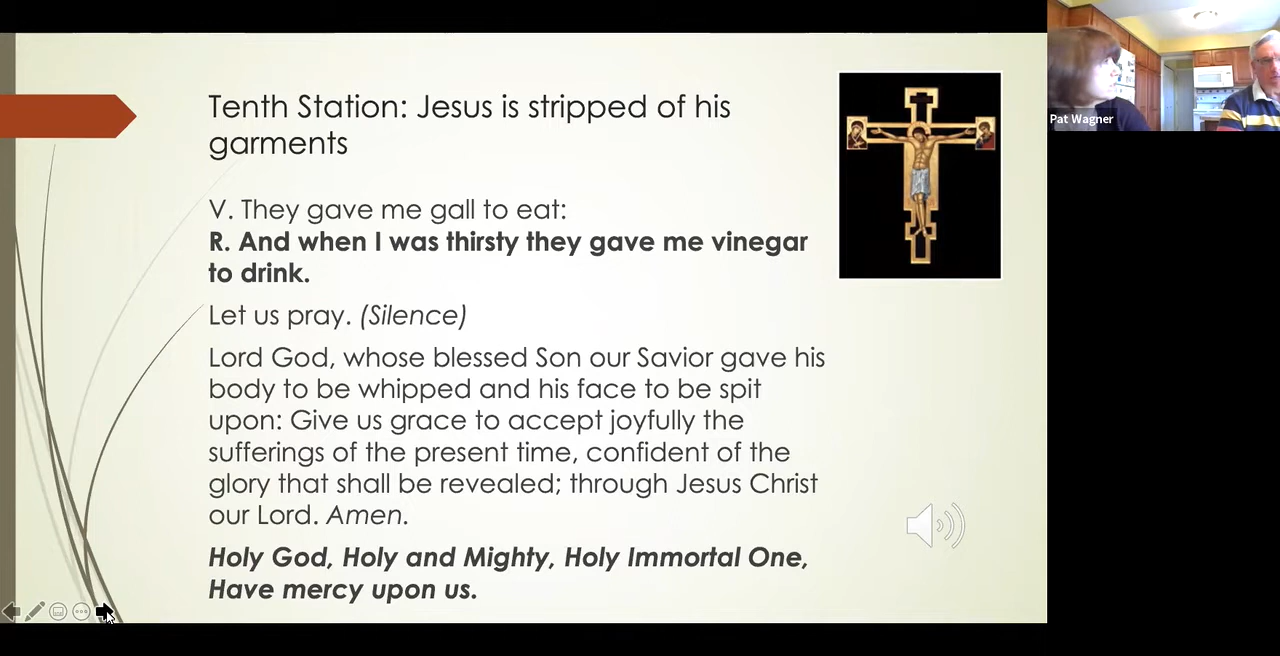 Tenth Station: Jesus is stripped of his
garments
V. They gave me gall to eat:
R. And when I was thirsty they gave me vinegar
to drink.
Let us pray. (Silence)
Lord God, whose blessed Son our Savior gave his
body to be whipped and his face to be spit
upon: Give us grace to accept joyfully the
sufferings of the present time, confident of the
glory that shall be revealed; through Jesus Christ
our Lord. Amen.
Holy God, Holy and Mighty, Holy Immortal One,
Have mercy upon us.
Pat Wagner